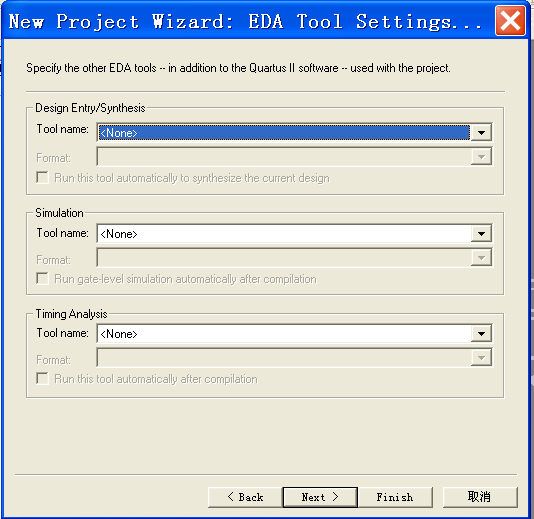 New Project Wizard: EDA Tool Settings...
Specify the other EDA tools -- in addition to the Quartus II software -- used with the project.
Design Entry/Synthesis
Tool name: <None>
Format:
Run this tool automatically to synthesize the current design
Simulation
Tool name: <None>
Format:
Run gate-level simulation automatically after compilation
Timing Analysis
Tool name: <None>
Format:
Run this tool automatically after compilation
< Back Next > Finish 取消